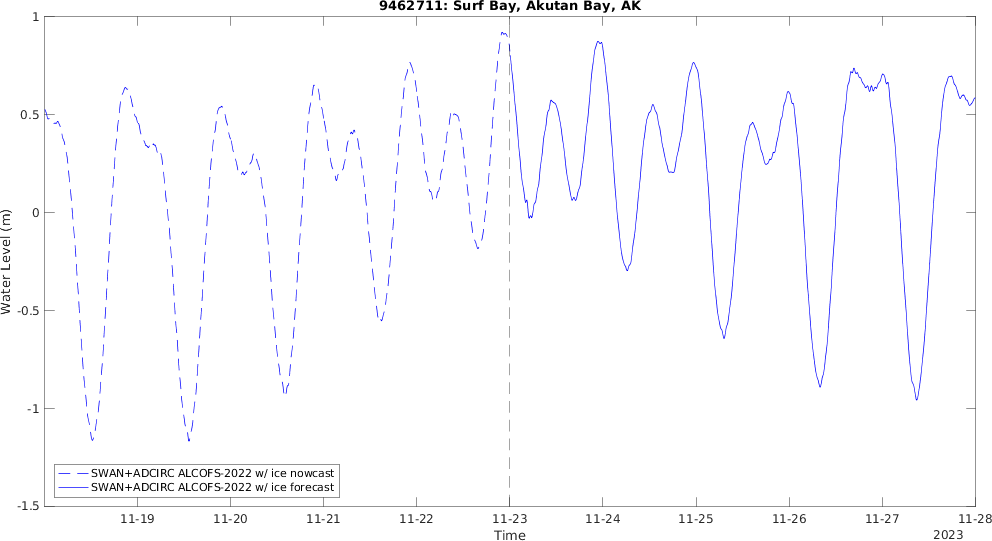 9462711: Surf Bay, Akutan Bay, AK
Water Level (m)
1
0.5
0
-0.5
-1
-1.5
SWAN+ADCIRC ALCOFS-2022 w/ ice nowcast
SWAN+ADCIRC ALCOFS-2022 w/ ice forecast
11-19 11-20 11-21 11-22 11-23 11-24 11-25 11-26 11-27 11-28
Time
2023